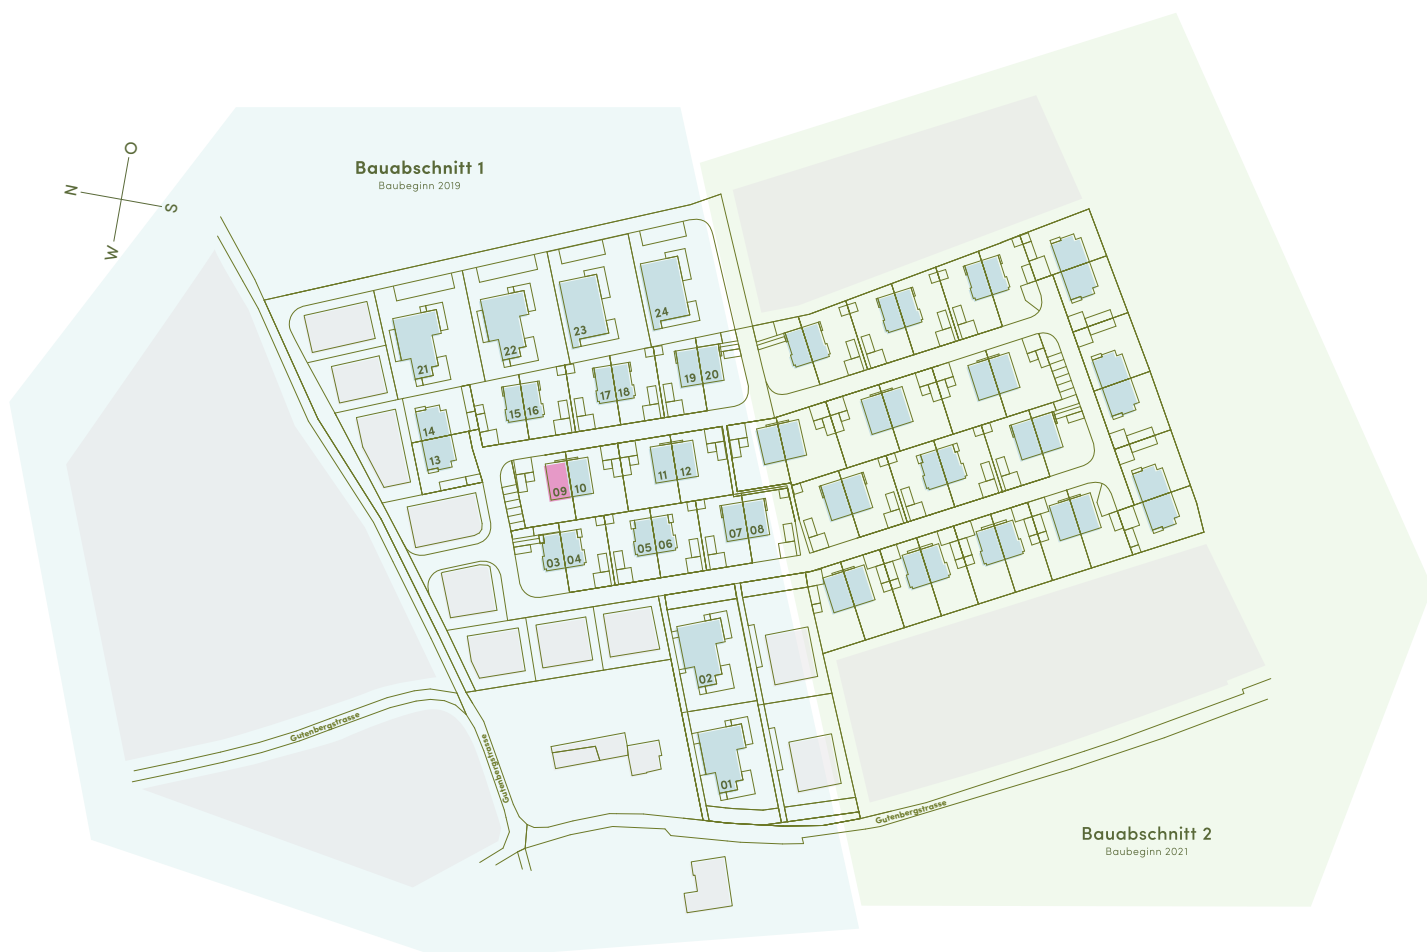 O
N
S
W
Bauabschnitt 1
Baubeginn 2019
24
23
22
21
19 20
17 18
15 16
14
13
11 12
09 10
07 08
05 06
03 04
02
01
Gutenbergstrasse
Gutenbergstrasse
Gutenbergstrasse
Bauabschnitt 2
Baubeginn 2021